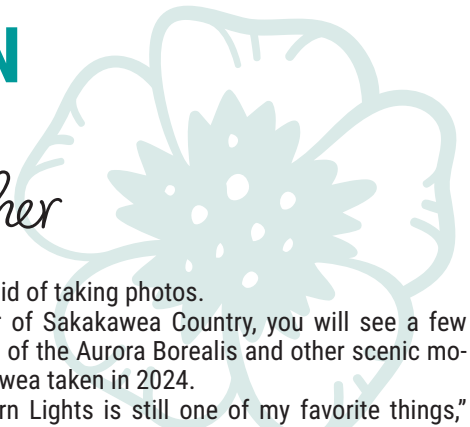 N
her
id of taking photos.
of Sakakawea Country, you will see a few
of the Aurora Borealis and other scenic mo-
wea taken in 2024.
rn Lights is still one of my favorite things,”